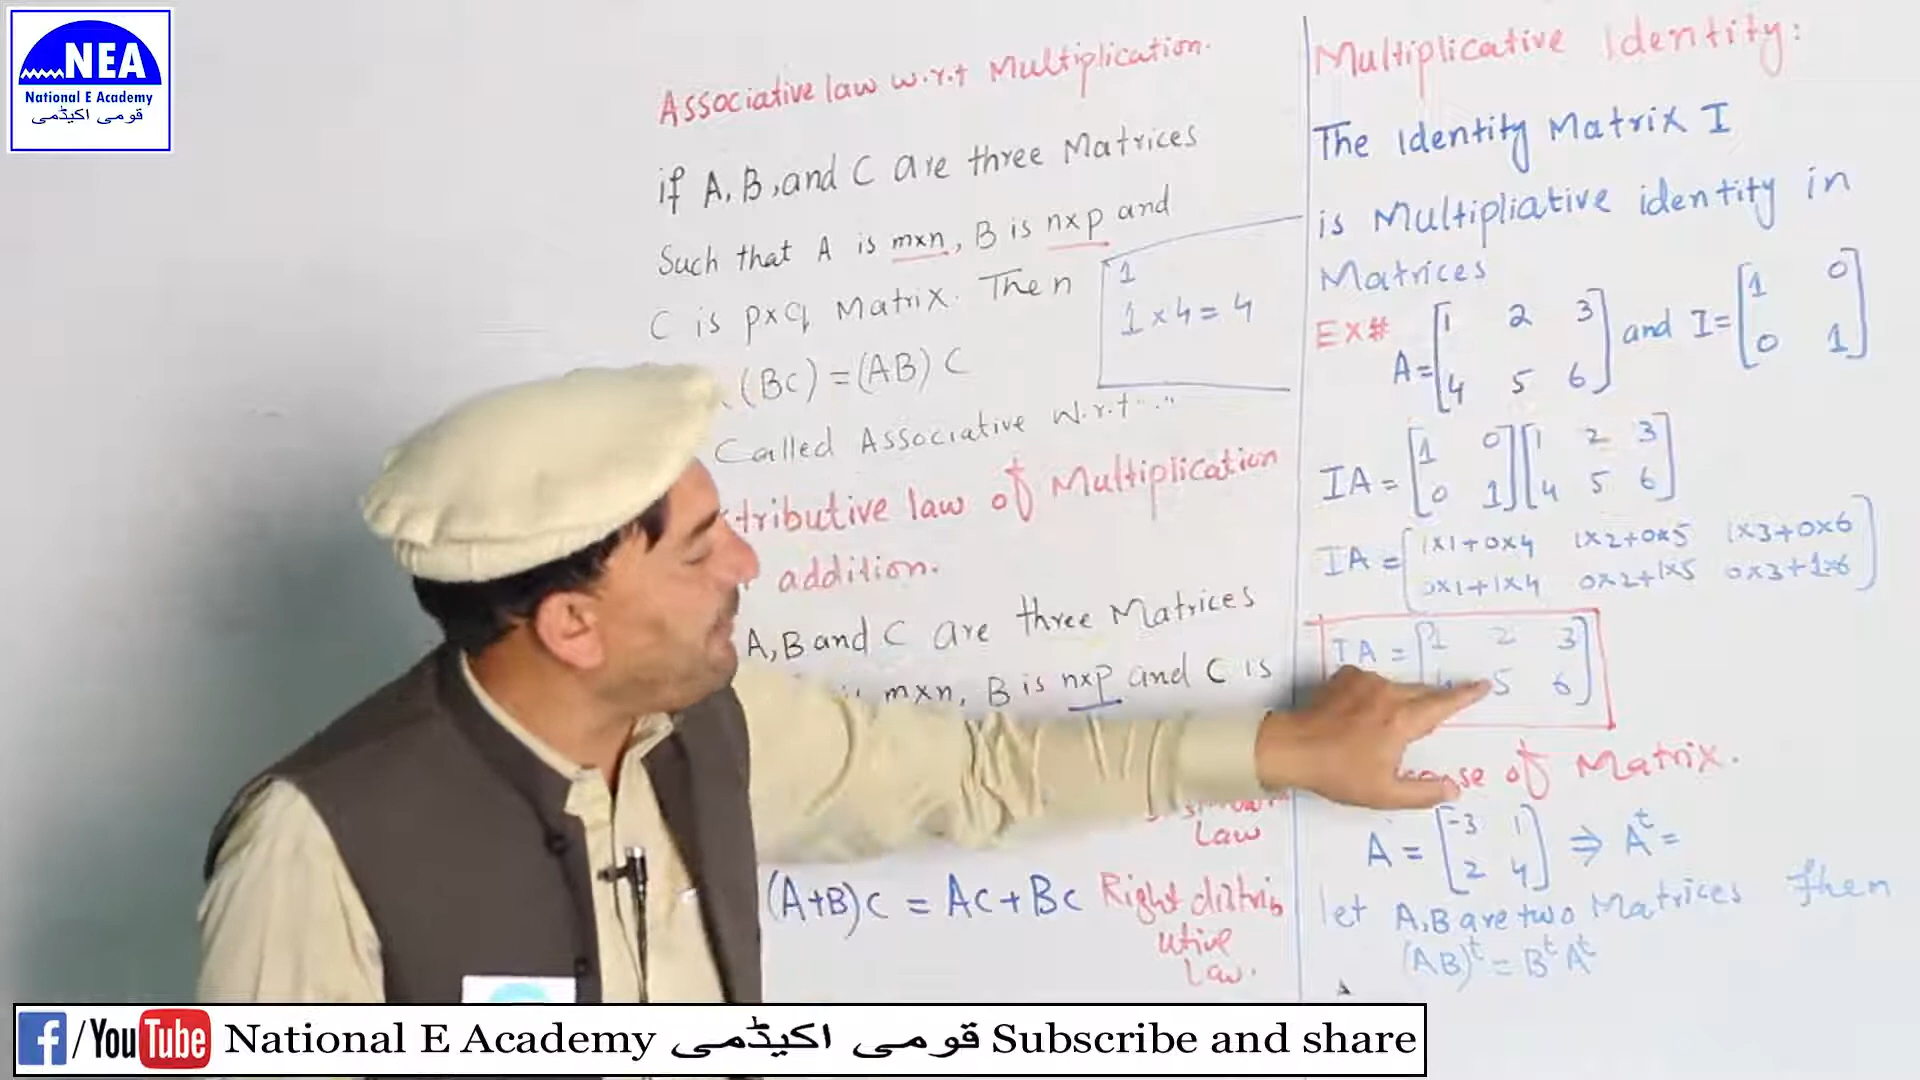 NEA
National E Academy
قومی اکیڈمی
Associative law w.r.t Multiplication.
if A, B, and C are three Matrices
Such that A is mxn, B is nxp and
C is pxq Matrix. Then
(BC) = (AB) C
Called Associative w.r.t "."
tributive law of Multiplication
addition.
A, B and C are three Matrices
mxn, B is nxp and C is
Law
(A+B)C = AC+BC Right distrib
utive
Law.
1
1 × 4 = 4
Multiplicative Identity:
The Identity Matrix I
is Multipliative identity in
Matrices
EX# A = [1 2 3 and I = [1 0
4 5 6] 0 1]
IA = [1 0 [1 2 3
0 1] 4 5 6]
IA = [1x1+0x4 1x2+0x5 1x3+0x6
0x1+1x4 0x2+1x5 0x3+1x6]
IA = [1 2 3
5 6]
of Matrix.
A = [-3 1 ⇒ Aᵗ =
2 4]
let A,B are two Matrices then
(AB)ᵗ = BᵗAᵗ
f/YouTube National E Academy قومی اکیڈمی Subscribe and share